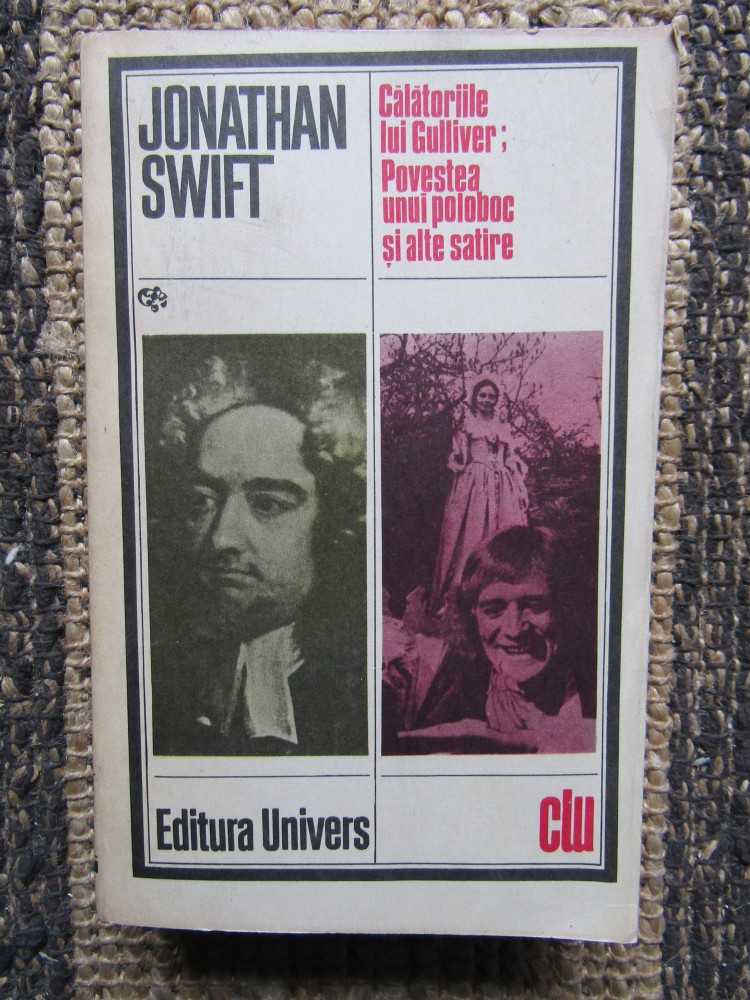 JONATHAN
SWIFT
Călătoriile
lui Gulliver;
Povestea
unui poloboc
și alte satire
Editura Univers
clu